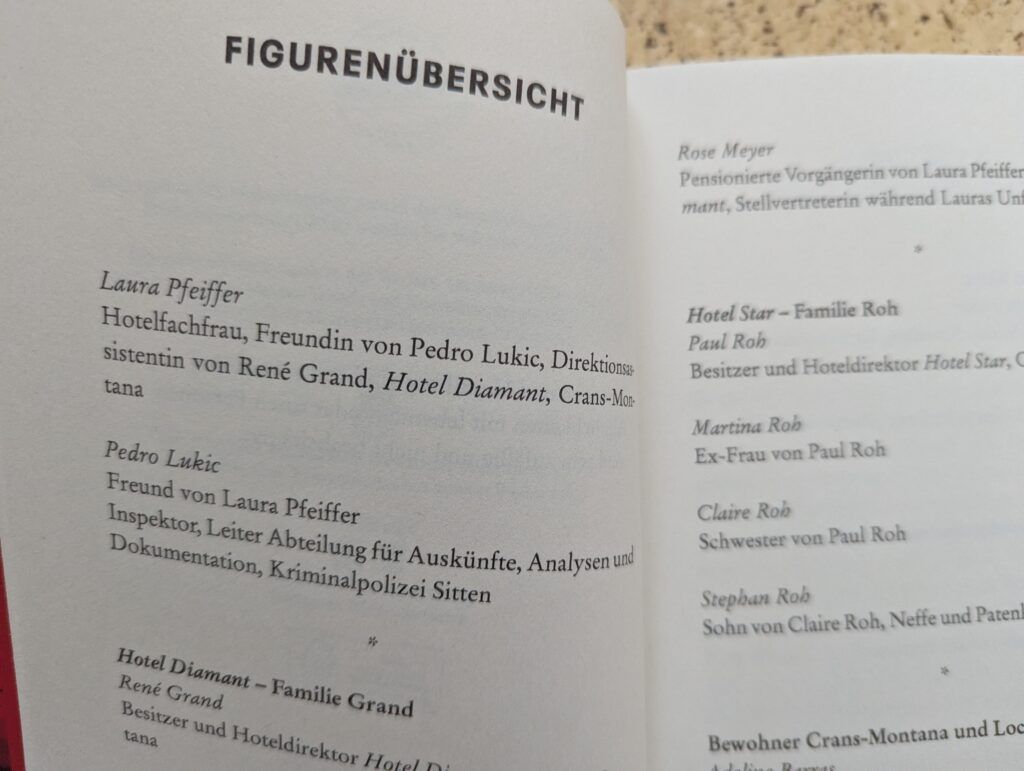 FIGURENÜBERSICHT
Laura Pfeiffer
Hotelfachfrau, Freundin von Pedro Lukic, Direktionsas-
sistentin von René Grand, Hotel Diamant, Crans-Mon-
tana
Pedro Lukic
Freund von Laura Pfeiffer
Inspektor, Leiter Abteilung für Auskünfte, Analysen und
Dokumentation, Kriminalpolizei Sitten
*
Hotel Diamant – Familie Grand
René Grand
Besitzer und Hoteldirektor Hotel
tana
Rose Meyer
Pensionierte Vorgängerin von Laura Pfeiffer
mant, Stellvertreterin während Lauras
*
Hotel Star – Familie Roh
Paul Roh
Besitzer und Hoteldirektor Hotel Star,
Martina Roh
Ex-Frau von Paul Roh
Claire Roh
Schwester von Paul Roh
Stephan Roh
Sohn von Claire Roh, Neffe und
*
Bewohner Crans-Montana und